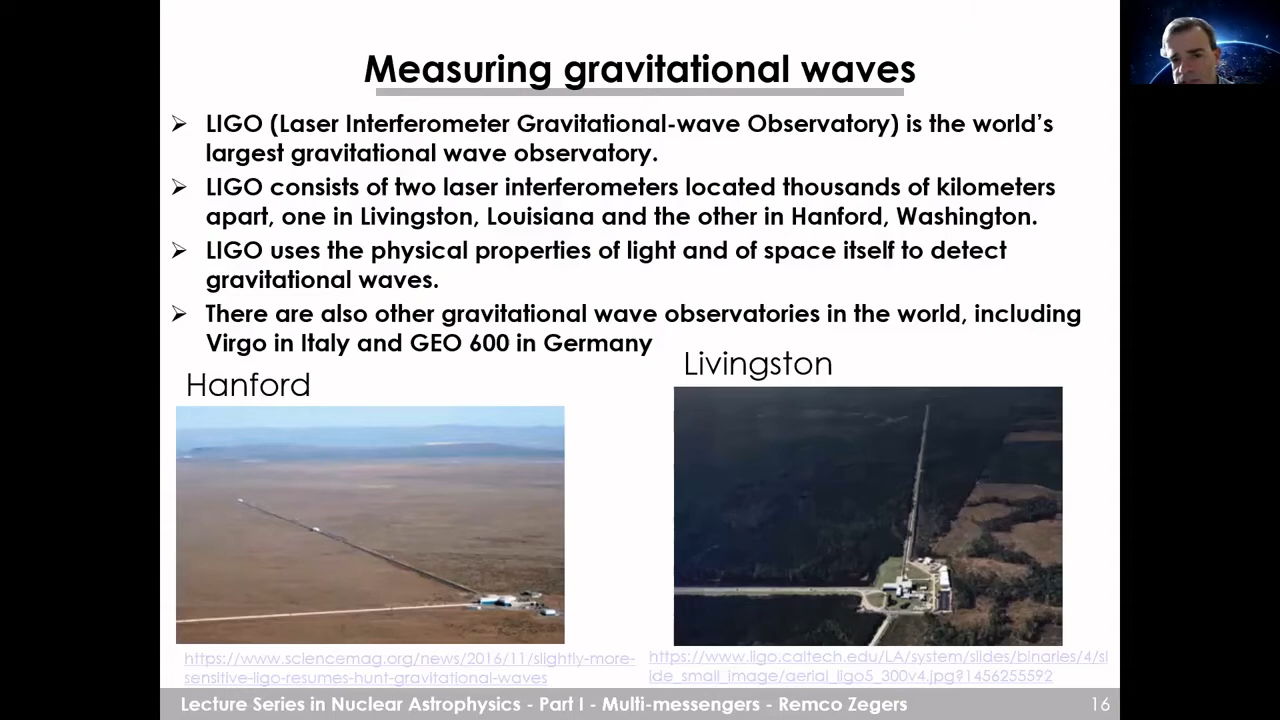 Measuring gravitational waves
➢ LIGO (Laser Interferometer Gravitational-wave Observatory) is the world's
largest gravitational wave observatory.
➢ LIGO consists of two laser interferometers located thousands of kilometers
apart, one in Livingston, Louisiana and the other in Hanford, Washington.
➢ LIGO uses the physical properties of light and of space itself to detect
gravitational waves.
➢ There are also other gravitational wave observatories in the world, including
Virgo in Italy and GEO 600 in Germany
Hanford
Livingston
https://www.sciencemag.org/news/2016/11/slightly-more-
sensitive-ligo-resumes-hunt-gravitational-waves
https://www.ligo.caltech.edu/LA/system/slides/binaries/4/sl
ide_small_image/aerial_ligo5_300v4.jpg?1456255592
Lecture Series in Nuclear Astrophysics - Part I - Multi-messengers - Remco Zegers
16